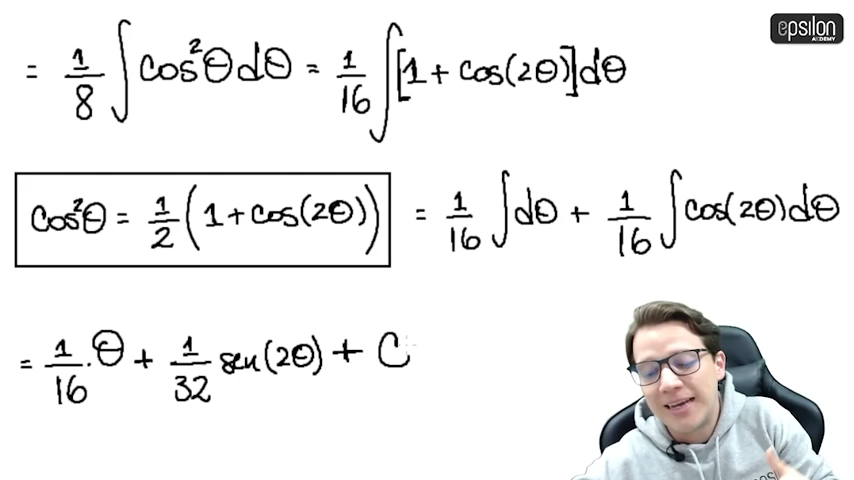 epsilon
ACADEMY
= 1/8 ∫ cos²θ dθ = 1/16 ∫ [1 + cos(2θ)] dθ
cos²θ = 1/2 (1 + cos(2θ)) = 1/16 ∫ dθ + 1/16 ∫ cos(2θ) dθ
= 1/16 . θ + 1/32 sen(2θ) + C